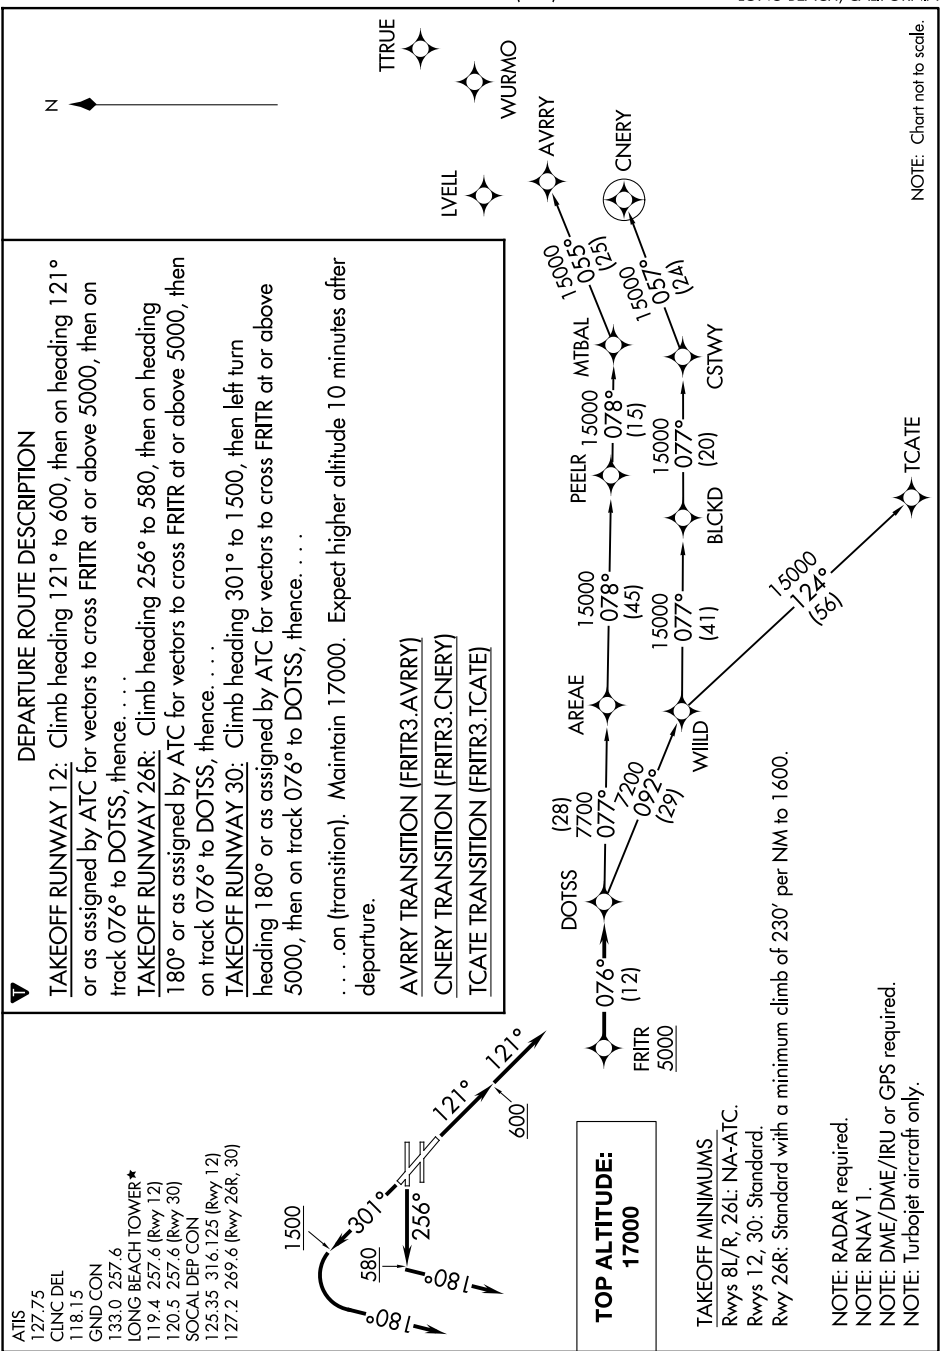 ATIS
127.75
CLNC DEL
118.15
GND CON
133.0 257.6
LONG BEACH TOWER★
119.4 257.6 (Rwy 12)
120.5 257.6 (Rwy 30)
SOCAL DEP CON
125.35 316.125 (Rwy 12)
127.2 269.6 (Rwy 26R, 30)
T
DEPARTURE ROUTE DESCRIPTION
TAKEOFF RUNWAY 12: Climb heading 121° to 600, then on heading 121°
or as assigned by ATC for vectors to cross FRITR at or above 5000, then on
track 076° to DOTSS, thence. . . .
TAKEOFF RUNWAY 26R: Climb heading 256° to 580, then on heading
180° or as assigned by ATC for vectors to cross FRITR at or above 5000, then
on track 076° to DOTSS, thence. . . .
TAKEOFF RUNWAY 30: Climb heading 301° to 1500, then left turn
heading 180° or as assigned by ATC for vectors to cross FRITR at or above
5000, then on track 076° to DOTSS, thence. . . .
. . . .on (transition). Maintain 17000. Expect higher altitude 10 minutes after
departure.
AVRRY TRANSITION (FRITR3.AVRRY)
CNERY TRANSITION (FRITR3.CNERY)
TCATE TRANSITION (FRITR3.TCATE)
N
TTRUE
WURMO
LVELL
AVRRY
CNERY
1500
301°
580
256°
180°
180°
121°
121°
600
TOP ALTITUDE:
17000
FRITR
5000
076°
(12)
DOTSS
(28)
7700
077°
7200
092°
(29)
AREAE
WIILD
15000
078°
(45)
15000
077°
(41)
PEELR
BLCKD
15000
078°
(15)
15000
077°
(20)
MTBAL
CSTWY
15000
055°
(25)
15000
057°
(24)
15000
124°
(56)
TCATE
TAKEOFF MINIMUMS
Rwys 8L/R, 26L: NA-ATC.
Rwys 12, 30: Standard.
Rwy 26R: Standard with a minimum climb of 230' per NM to 1600.
NOTE: RADAR required.
NOTE: RNAV 1.
NOTE: DME/DME/IRU or GPS required.
NOTE: Turbojet aircraft only.
NOTE: Chart not to scale.